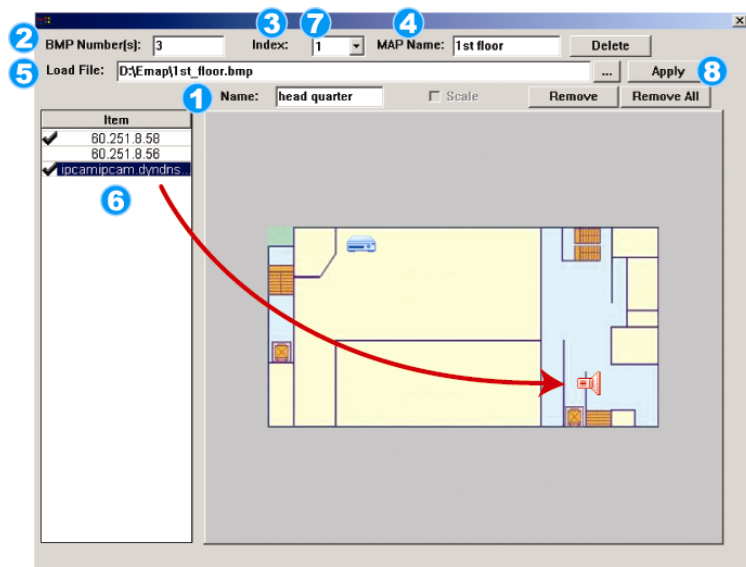 3 7 4
2 BMP Number(s): 3 Index: 1 MAP Name: 1st floor Delete
5 Load File: D:\Emap\1st_floor.bmp ... Apply 8
1 Name: head quarter Scale Remove Remove All
Item
60.251.8.58
60.251.8.56
ipcamipcam.dyndns...
6